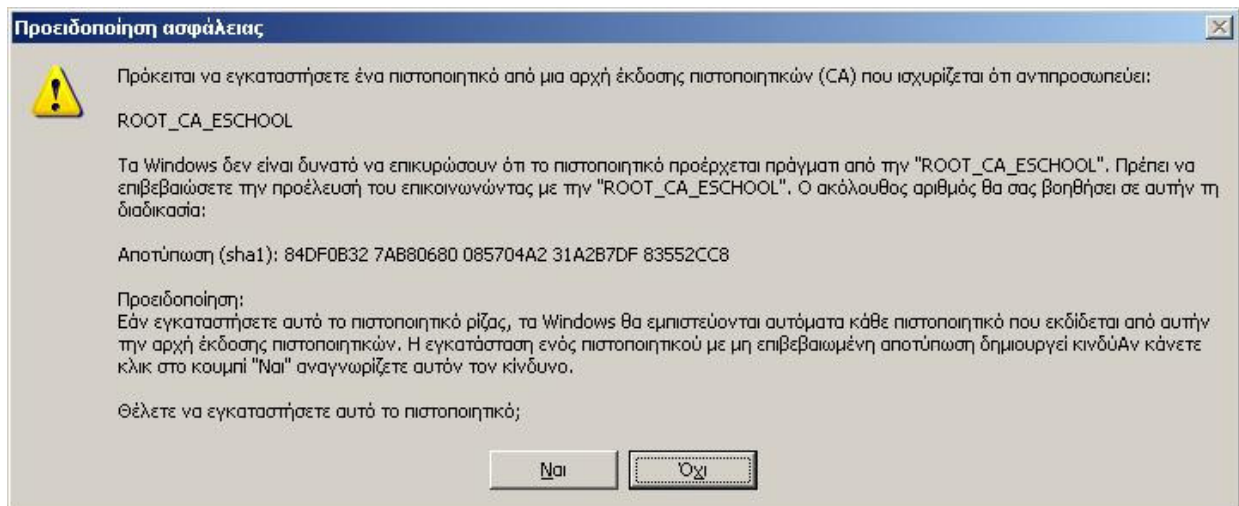 Προειδοποίηση ασφάλειας
Πρόκειται να εγκαταστήσετε ένα πιστοποιητικό από μια αρχή έκδοσης πιστοποιητικών (CA) που ισχυρίζεται ότι αντιπροσωπεύει:
ROOT_CA_ESCHOOL
Τα Windows δεν είναι δυνατό να επικυρώσουν ότι το πιστοποιητικό προέρχεται πράγματι από την "ROOT_CA_ESCHOOL". Πρέπει να
επιβεβαιώσετε την προέλευσή του επικοινωνώντας με την "ROOT_CA_ESCHOOL". Ο ακόλουθος αριθμός θα σας βοηθήσει σε αυτήν τη
διαδικασία:
Αποτύπωση (sha1): 84DF0B32 7AB80680 085704A2 31A2B7DF 83552CC8
Προειδοποίηση:
Εάν εγκαταστήσετε αυτό το πιστοποιητικό ρίζας, τα Windows θα εμπιστεύονται αυτόματα κάθε πιστοποιητικό που εκδίδεται από αυτήν
την αρχή έκδοσης πιστοποιητικών. Η εγκατάσταση ενός πιστοποιητικού με μη επιβεβαιωμένη αποτύπωση δημιουργεί κινδύΑν κάνετε
κλικ στο κουμπί "Ναι" αναγνωρίζετε αυτόν τον κίνδυνο.
Θέλετε να εγκαταστήσετε αυτό το πιστοποιητικό;
Ναι
Όχι